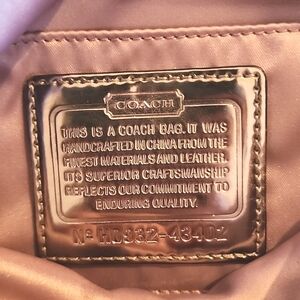 COACH
THIS IS A COACH BAG. IT WAS
HANDCRAFTED IN CHINA FROM THE
FINEST MATERIALS AND LEATHER.
ITS SUPERIOR CRAFTSMANSHIP
REFLECTS OUR COMMITMENT TO
ENDURING QUALITY.
Nº HD932-43402